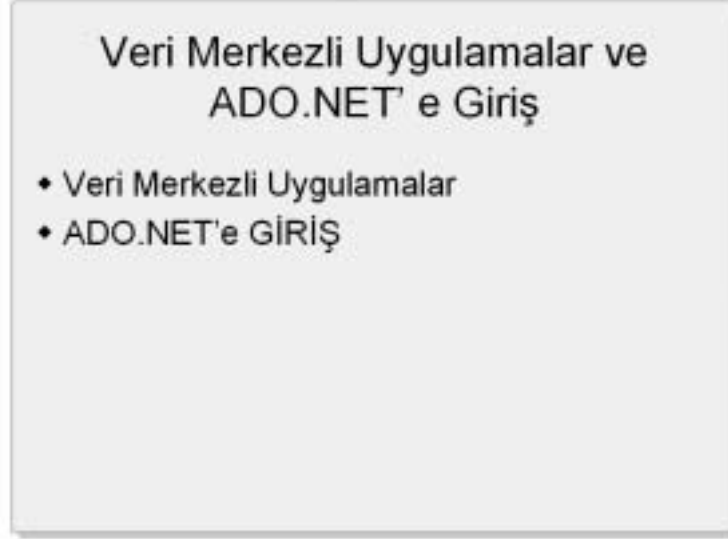 Veri Merkezli Uygulamalar ve
ADO.NET' e Giriş
◆ Veri Merkezli Uygulamalar
◆ ADO.NET'e GİRİŞ